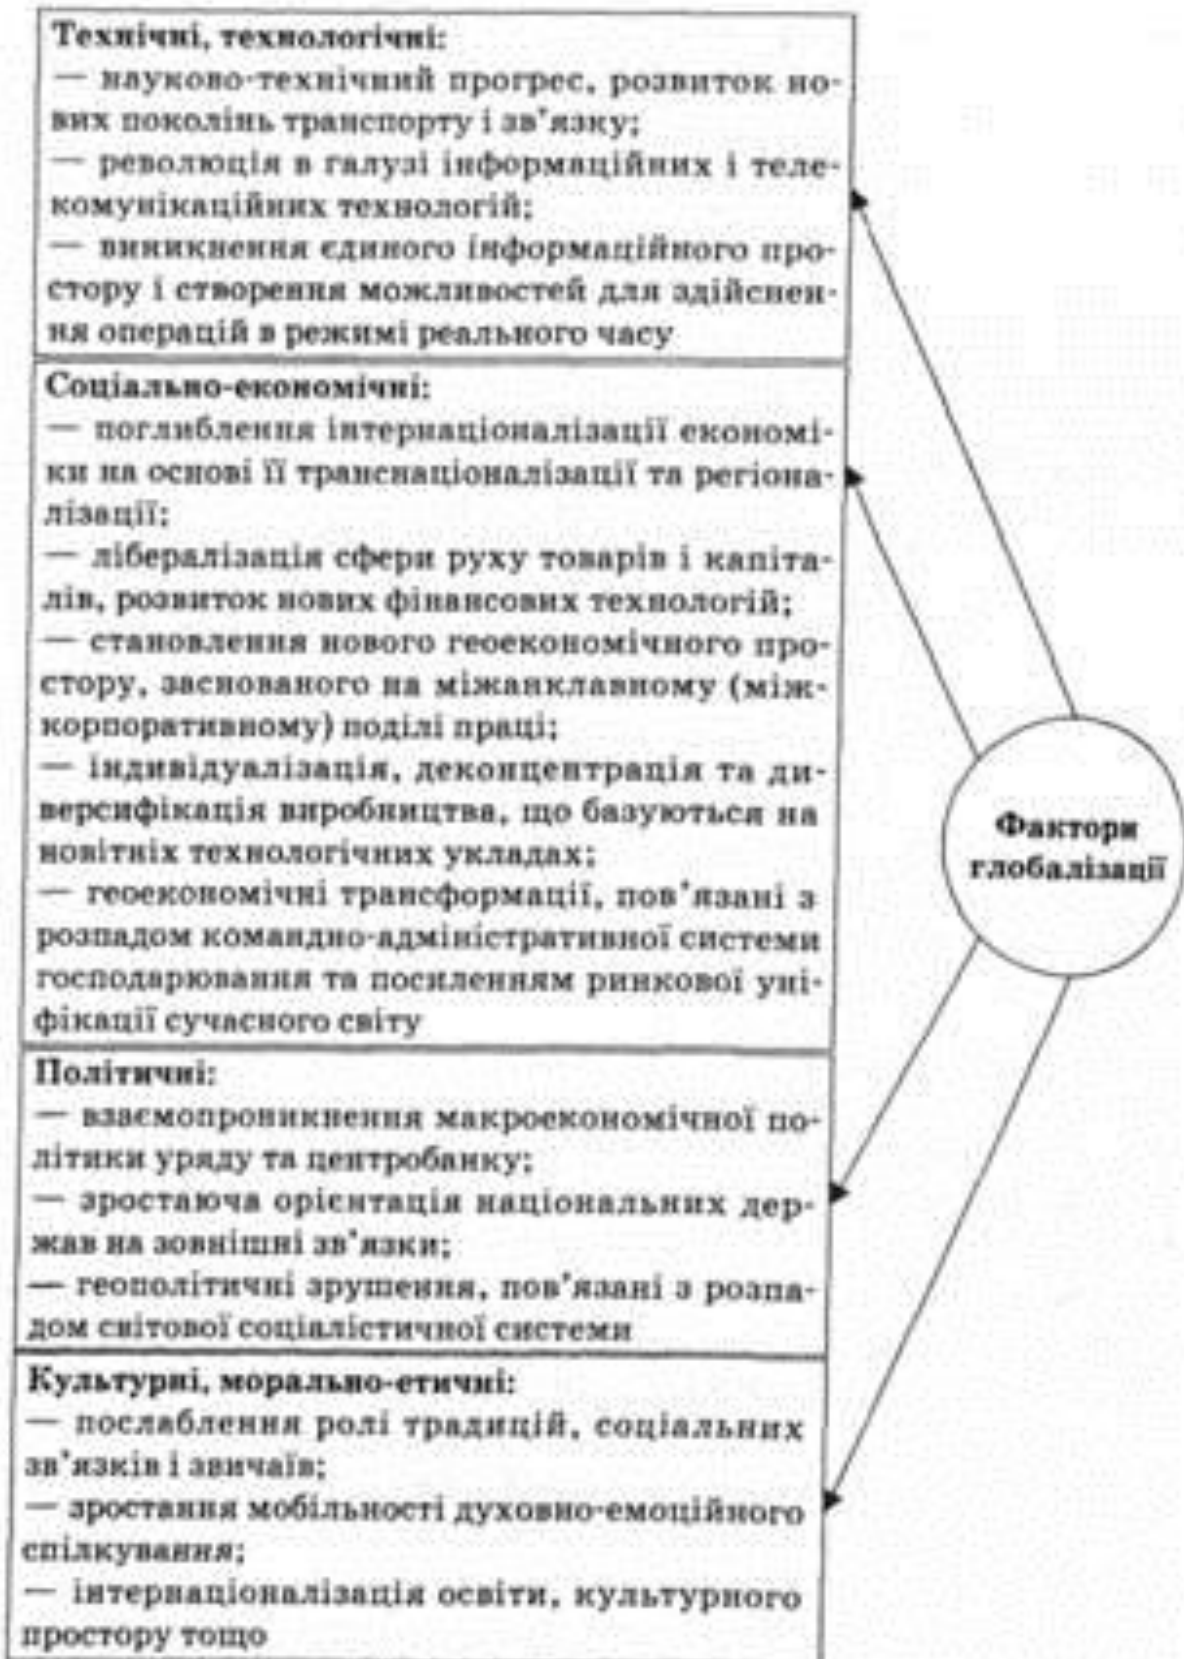 Технічні, технологічні:
— науково-технічний прогрес, розвиток но-
вих поколінь транспорту і зв’язку;
— революція в галузі інформаційних і теле-
комунікаційних технологій;
— виникнення єдиного інформаційного про-
стору і створення можливостей для здійснен-
ня операцій в режимі реального часу
Соціально-економічні:
— поглиблення інтернаціоналізації економі-
ки на основі її транснаціоналізації та регіона-
лізації;
— лібералізація сфери руху товарів і капіта-
лів, розвиток нових фінансових технологій;
— становлення нового геоекономічного про-
стору, заснованого на міжанклавному (між-
корпоративному) поділі праці;
— індивідуалізація, деконцентрація та ди-
версифікація виробництва, що базуються на
новітніх технологічних укладах;
— геоекономічні трансформації, пов’язані з
розпадом командно-адміністративної системи
господарювання та посиленням ринкової уні-
фікації сучасного світу
Політичні:
— взаємопроникнення макроекономічної по-
літики уряду та центробанку;
— зростаюча орієнтація національних дер-
жав на зовнішні зв’язки;
— геополітичні зрушення, пов’язані з розпа-
дом світової соціалістичної системи
Культурні, морально-етичні:
— послаблення ролі традицій, соціальних
зв’язків і звичаїв;
— зростання мобільності духовно-емоційного
спілкування;
— інтернаціоналізація освіти, культурного
простору тощо
Фактори
глобалізації